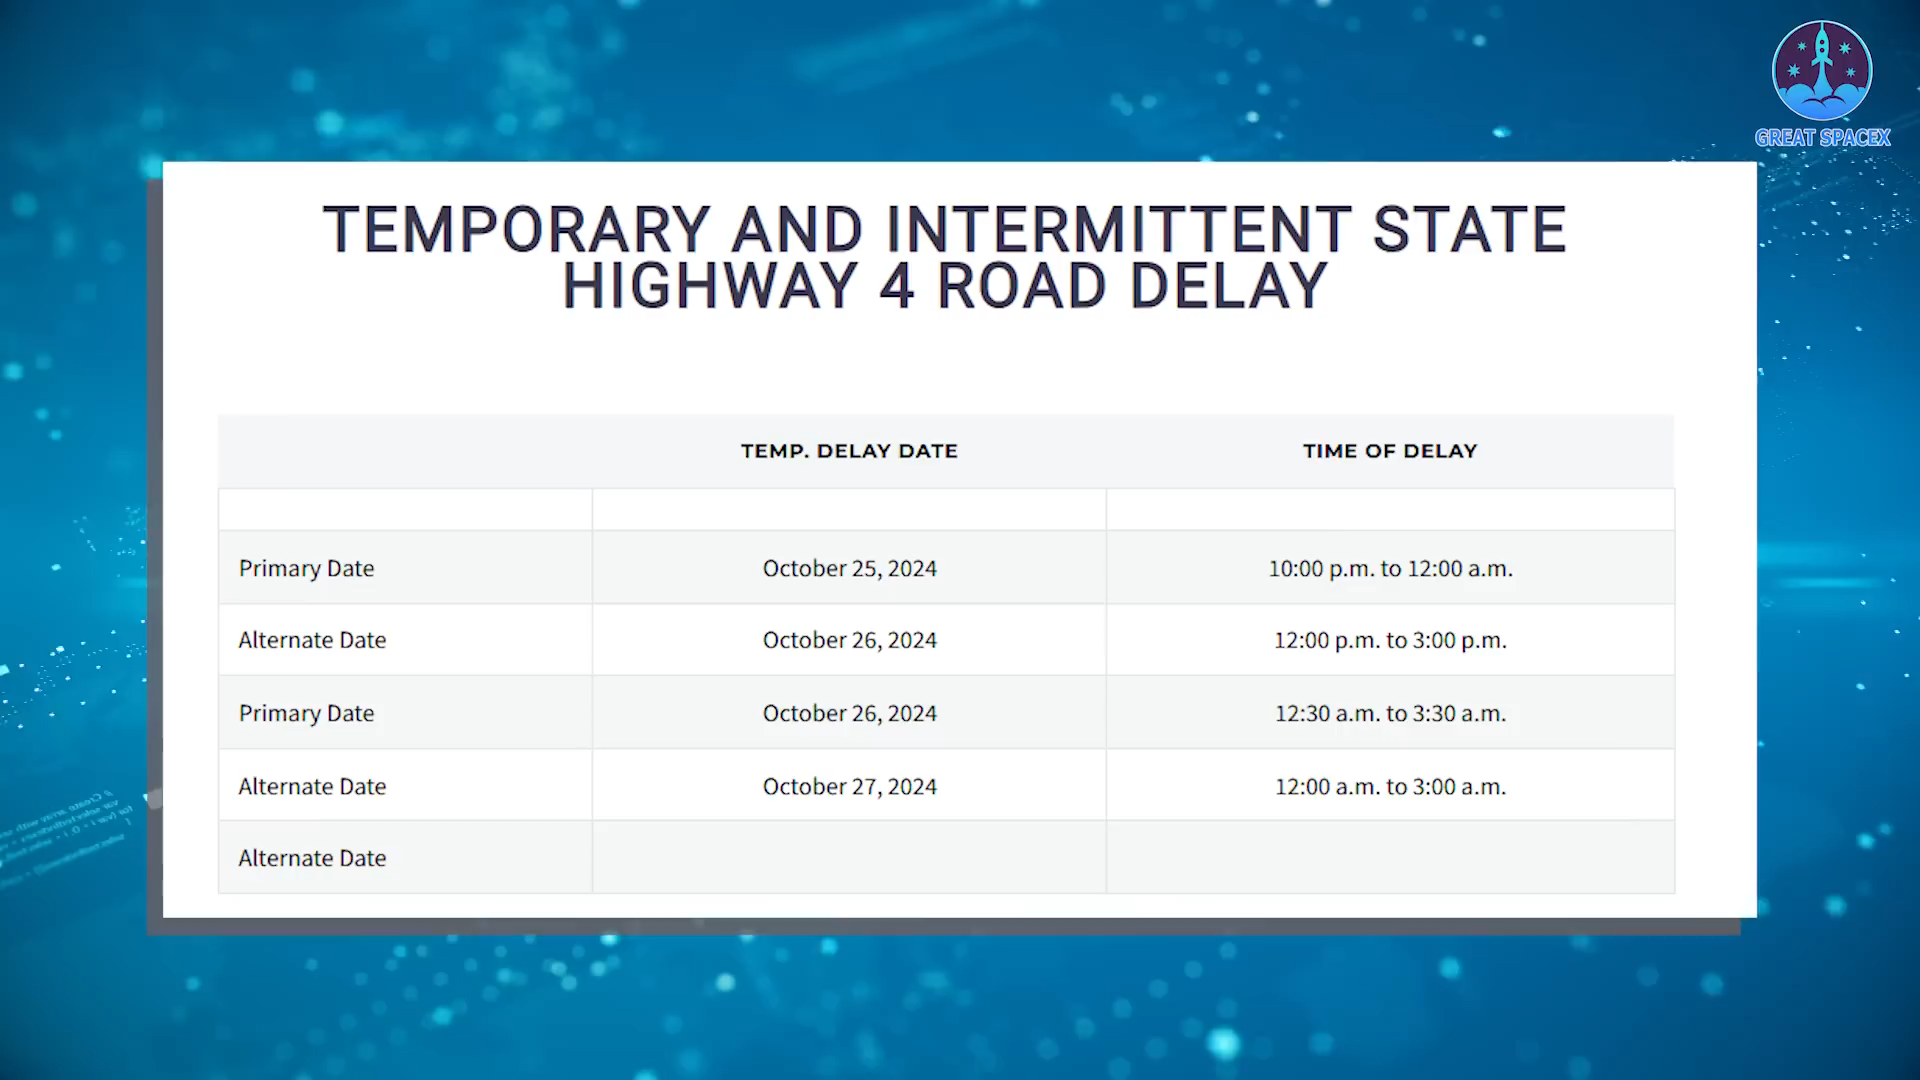 GREAT SPACEX
TEMPORARY AND INTERMITTENT STATE
HIGHWAY 4 ROAD DELAY
TEMP. DELAY DATE TIME OF DELAY
Primary Date October 25, 2024 10:00 p.m. to 12:00 a.m.
Alternate Date October 26, 2024 12:00 p.m. to 3:00 p.m.
Primary Date October 26, 2024 12:30 a.m. to 3:30 a.m.
Alternate Date October 27, 2024 12:00 a.m. to 3:00 a.m.
Alternate Date